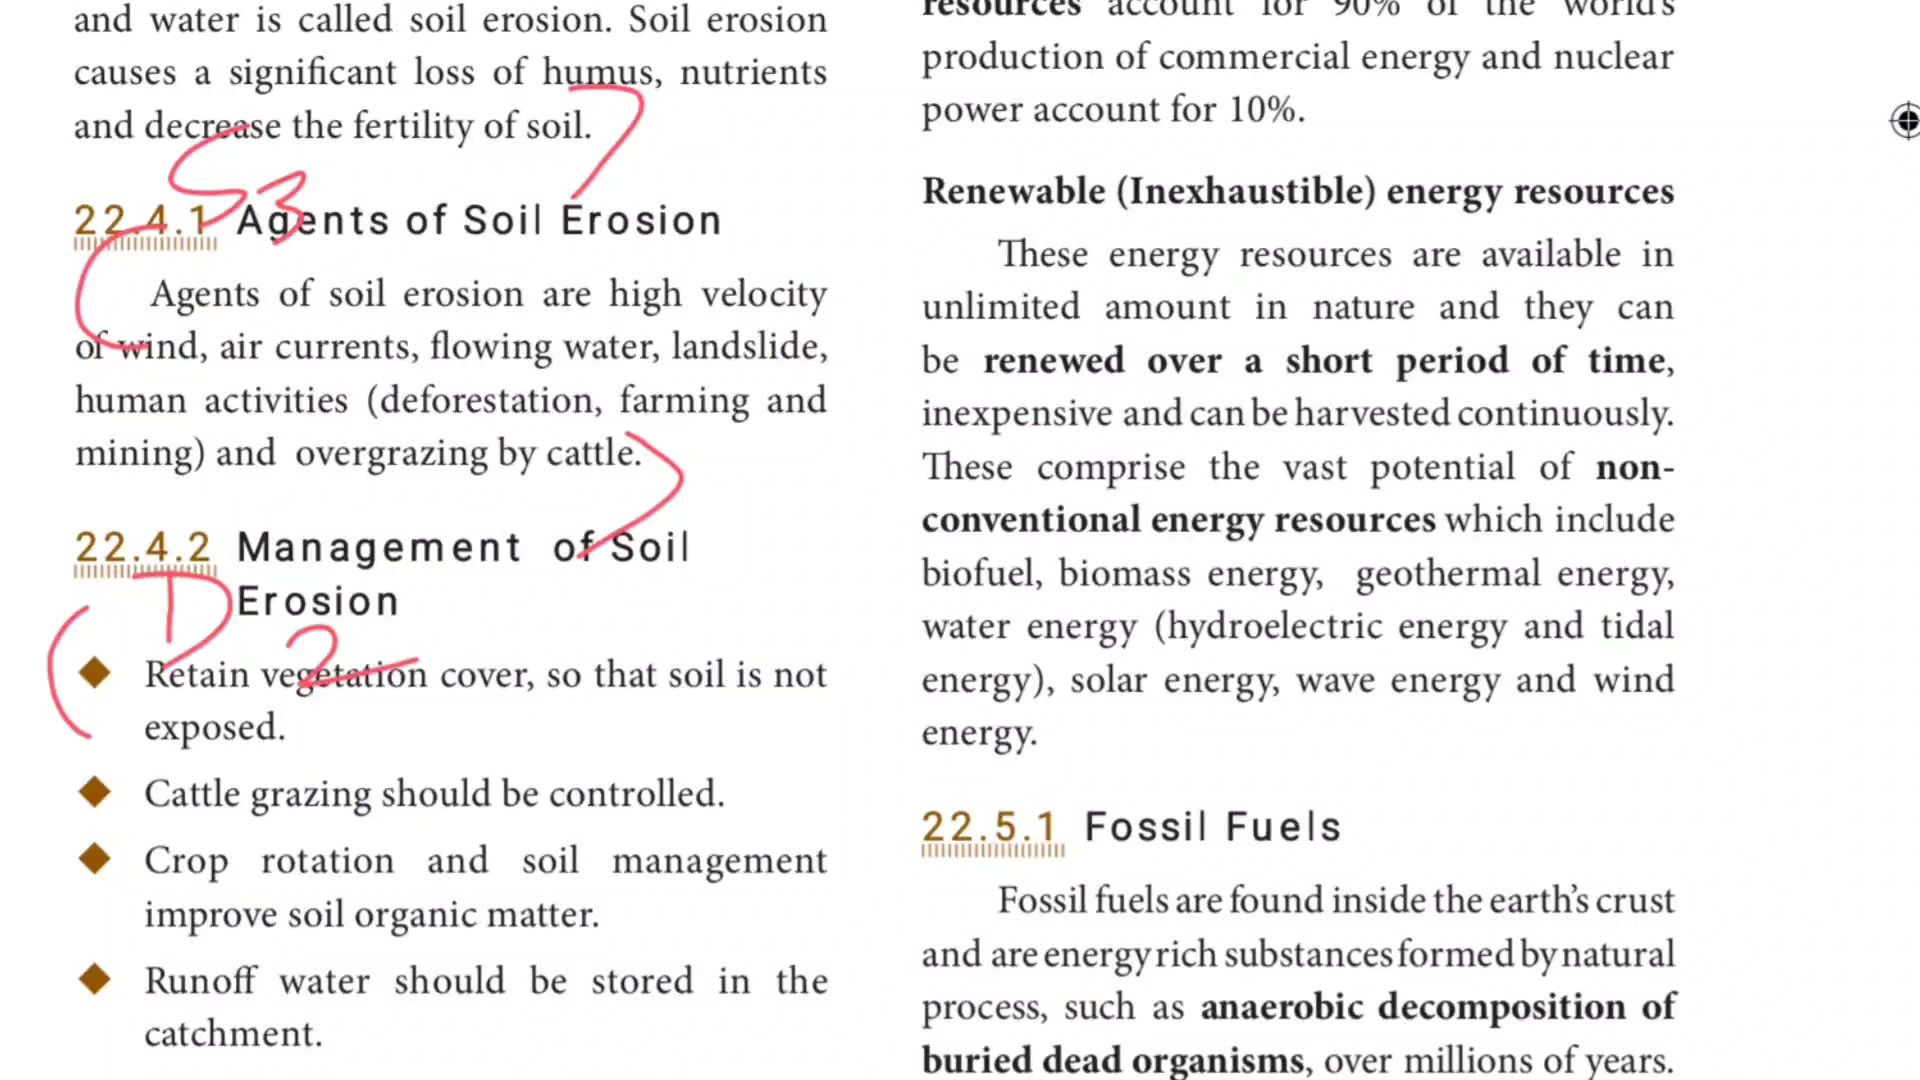 and water is called soil erosion. Soil erosion
causes a significant loss of humus, nutrients
and decrease the fertility of soil.
S3
22.4.1 Agents of Soil Erosion
Agents of soil erosion are high velocity
of wind, air currents, flowing water, landslide,
human activities (deforestation, farming and
mining) and overgrazing by cattle.
22.4.2 Management of Soil
Erosion
D2
Retain vegetation cover, so that soil is not
exposed.
Cattle grazing should be controlled.
Crop rotation and soil management
improve soil organic matter.
Runoff water should be stored in the
catchment.
resources account for 90% of the world's
production of commercial energy and nuclear
power account for 10%.
Renewable (Inexhaustible) energy resources
These energy resources are available in
unlimited amount in nature and they can
be renewed over a short period of time,
inexpensive and can be harvested continuously.
These comprise the vast potential of non-
conventional energy resources which include
biofuel, biomass energy, geothermal energy,
water energy (hydroelectric energy and tidal
energy), solar energy, wave energy and wind
energy.
22.5.1 Fossil Fuels
Fossil fuels are found inside the earth's crust
and are energy rich substances formed by natural
process, such as anaerobic decomposition of
buried dead organisms, over millions of years.